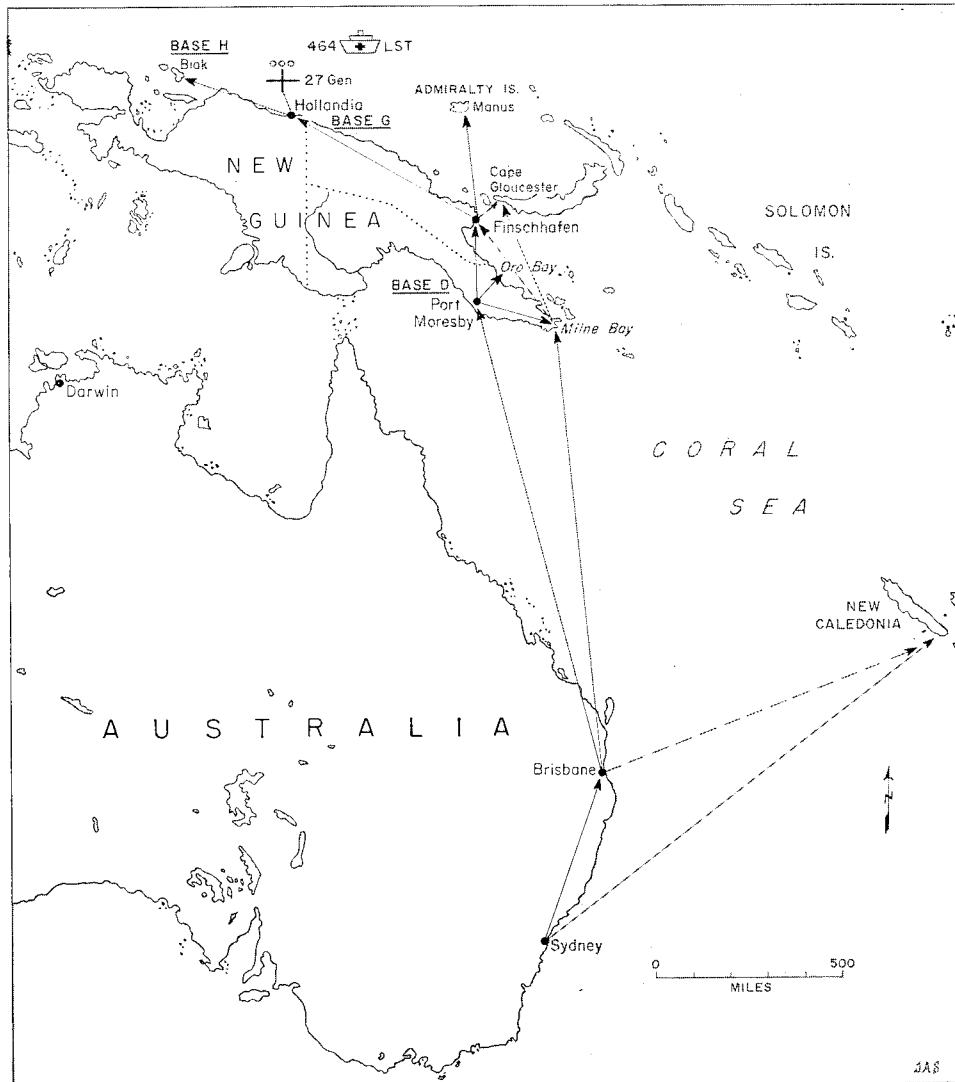 BASE H
Biak
464 LST
27 Gen
Hollandia
BASE G
ADMIRALTY IS.
Manus
NEW
GUINEA
Cape
Gloucester
Finschhafen
SOLOMON
IS.
Oro Bay
BASE D
Port
Moresby
Milne Bay
Darwin
CORAL
SEA
NEW
CALEDONIA
AUSTRALIA
Brisbane
N
Sydney
0 500
MILES
JAS